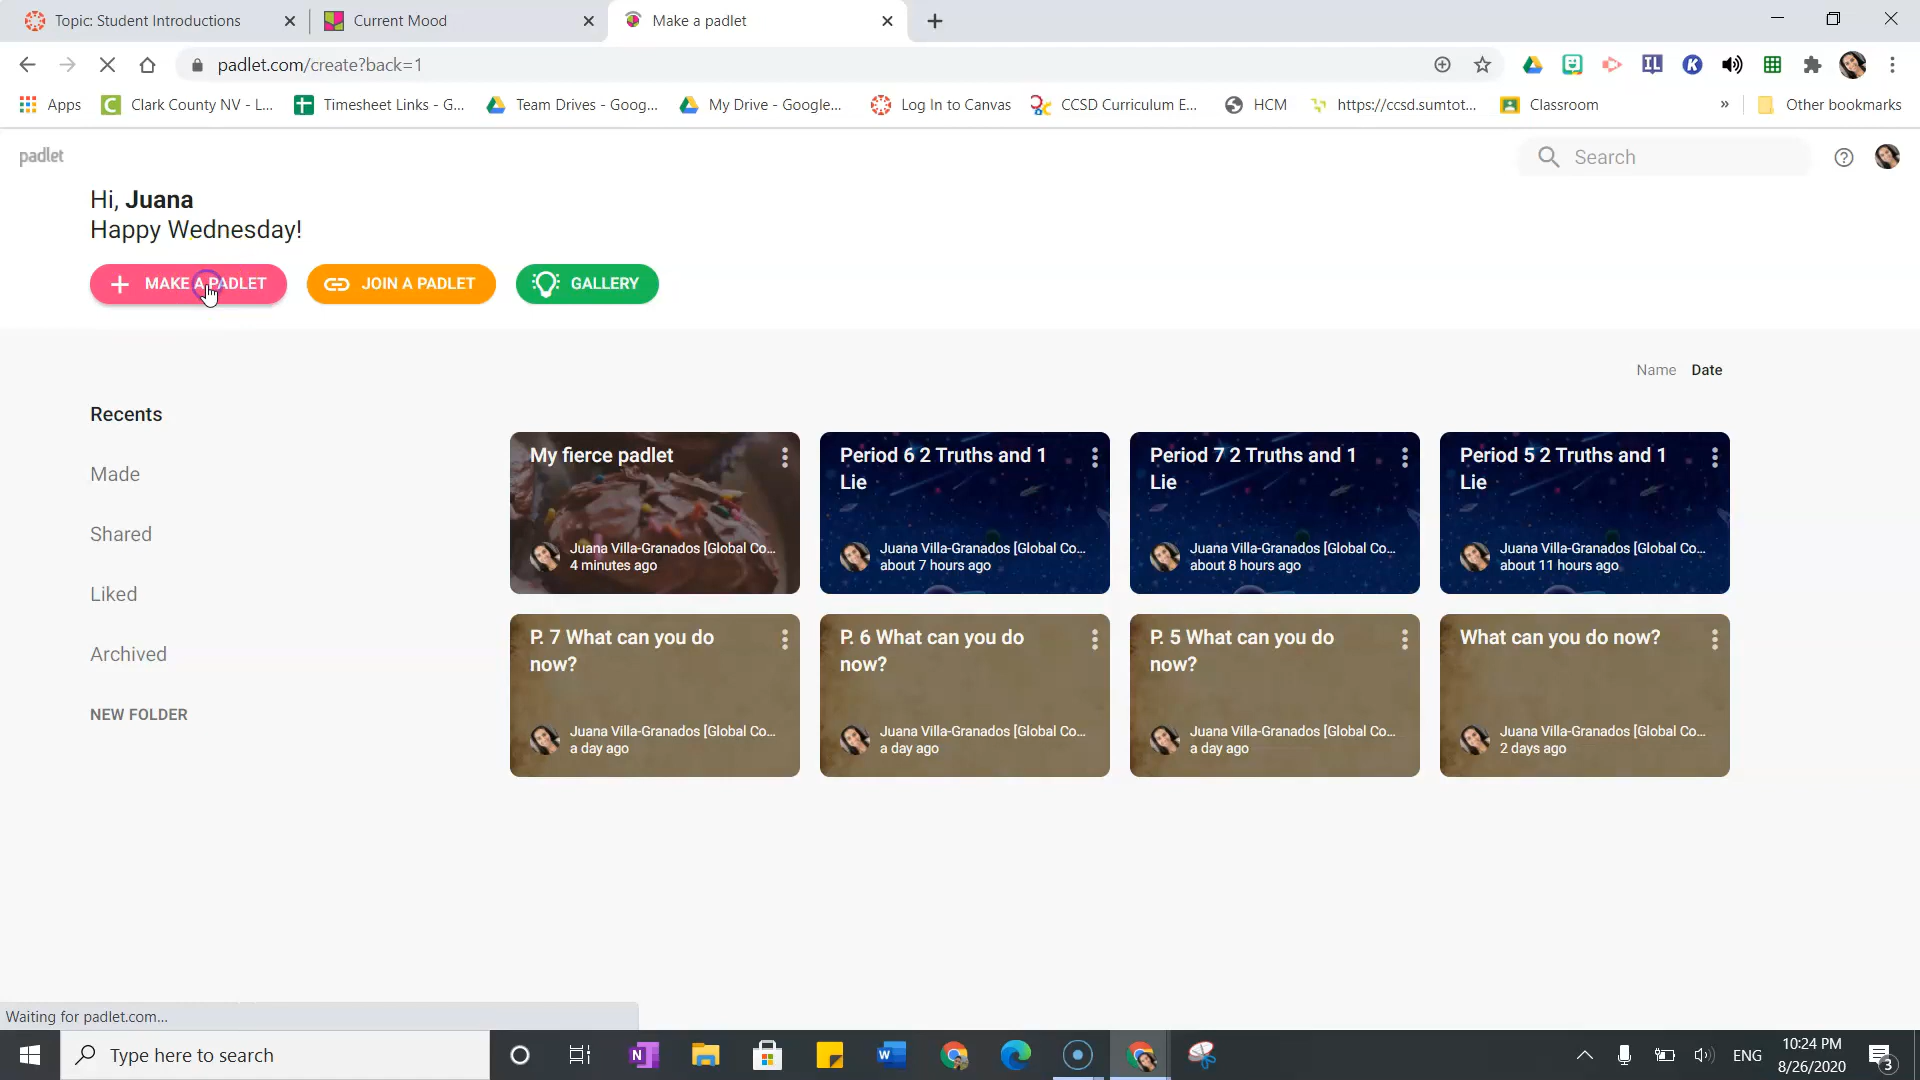 Topic: Student Introductions
Current Mood
Make a padlet
padlet.com/create?back=1
Apps
Clark County NV - L...
Timesheet Links - G...
Team Drives - Goog...
My Drive - Google...
Log In to Canvas
CCSD Curriculum E...
HCM
https://ccsd.sumtot...
Classroom
»
Other bookmarks
padlet
Search
Hi, Juana
Happy Wednesday!
MAKE A PADLET
JOIN A PADLET
GALLERY
Name Date
Recents
Made
Shared
Liked
Archived
NEW FOLDER
My fierce padlet
Juana Villa-Granados [Global Co...
4 minutes ago
Period 6 2 Truths and 1
Lie
Juana Villa-Granados [Global Co...
about 7 hours ago
Period 7 2 Truths and 1
Lie
Juana Villa-Granados [Global Co...
about 8 hours ago
Period 5 2 Truths and 1
Lie
Juana Villa-Granados [Global Co...
about 11 hours ago
P. 7 What can you do
now?
Juana Villa-Granados [Global Co...
a day ago
P. 6 What can you do
now?
Juana Villa-Granados [Global Co...
a day ago
P. 5 What can you do
now?
Juana Villa-Granados [Global Co...
a day ago
What can you do now?
Juana Villa-Granados [Global Co...
2 days ago
Waiting for padlet.com...
Type here to search
ENG
10:24 PM
8/26/2020
3